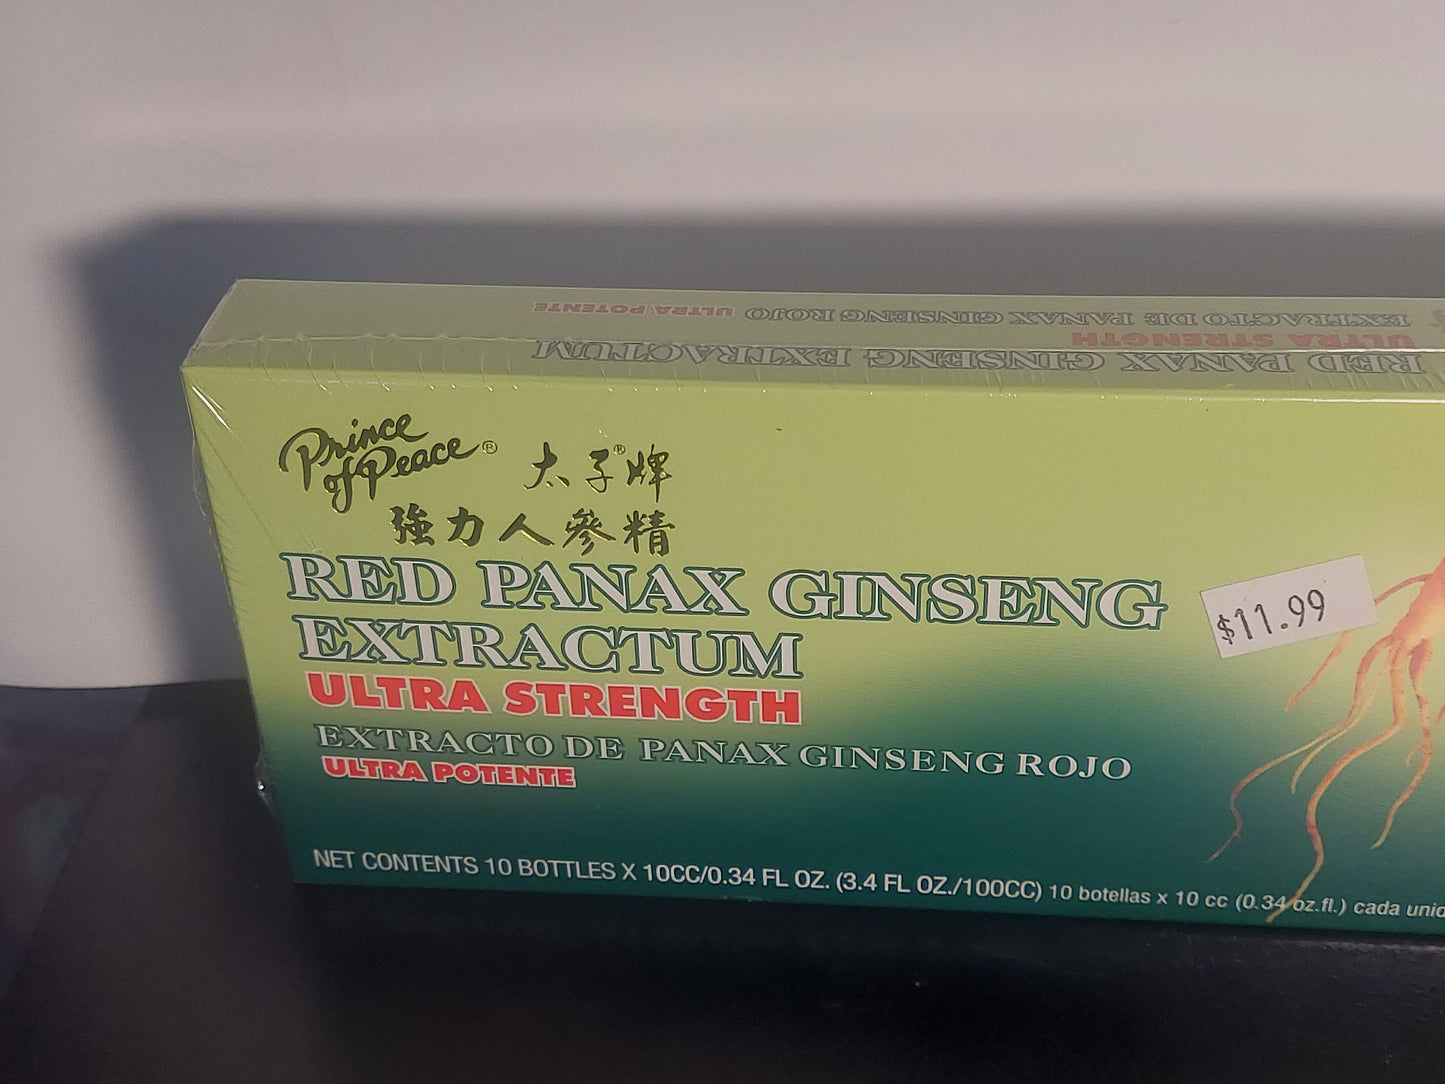 EXTRACTO DE PANAX GINSENG ROJO ULTRA POTENTE
ULTRA STRENGTH
RED PANAX GINSENG EXTRACTUM
Prince
of Peace®
太子®牌
強力人參精
RED PANAX GINSENG
EXTRACTUM
ULTRA STRENGTH
EXTRACTO DE PANAX GINSENG ROJO
ULTRA POTENTE
$11.99
NET CONTENTS 10 BOTTLES X 10CC/0.34 FL OZ. (3.4 FL OZ./100CC) 10 botellas x 10 cc (0.34 oz.fl.) cada